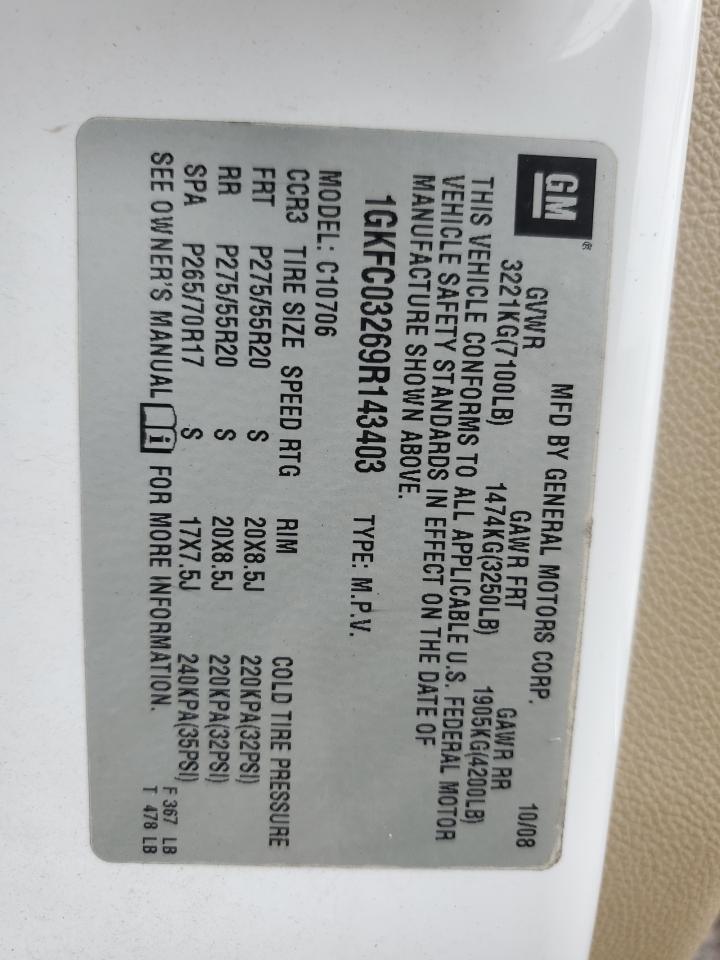 GM®
MFD BY GENERAL MOTORS CORP. 10/08
GVWR GAWR FRT GAWR RR
3221KG(7100LB) 1474KG(3250LB) 1905KG(4200LB)
THIS VEHICLE CONFORMS TO ALL APPLICABLE U.S. FEDERAL MOTOR
VEHICLE SAFETY STANDARDS IN EFFECT ON THE DATE OF
MANUFACTURE SHOWN ABOVE.
1GKFC03269R143403 TYPE: M.P.V.
MODEL: C10706
CCR3 TIRE SIZE SPEED RTG RIM COLD TIRE PRESSURE
FRT P275/55R20 S 20X8.5J 220KPA(32PSI)
RR P275/55R20 S 20X8.5J 220KPA(32PSI)
SPA P265/70R17 S 17X7.5J 240KPA(35PSI)
SEE OWNER'S MANUAL i FOR MORE INFORMATION.
F 367 LB
T 478 LB